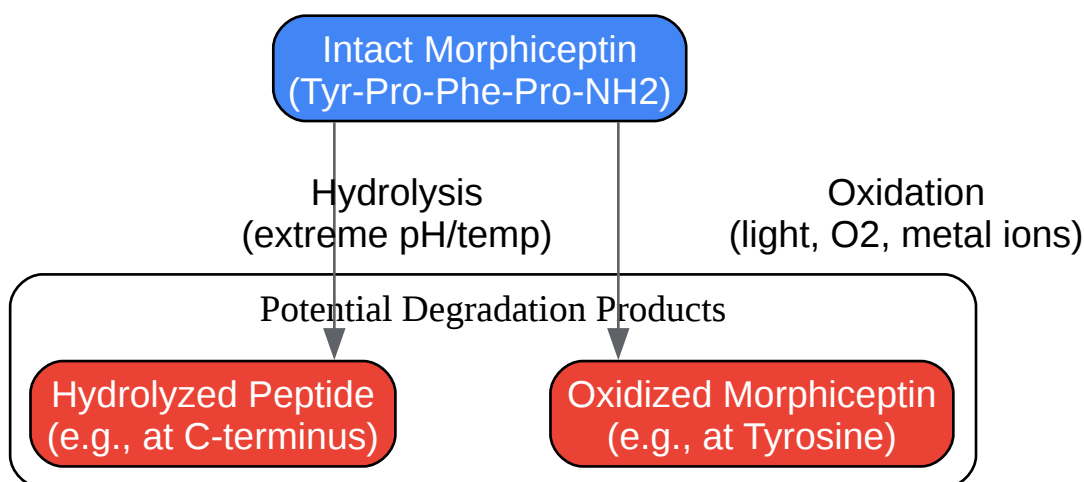 Intact Morphiceptin
(Tyr-Pro-Phe-Pro-NH2)
Hydrolysis
(extreme pH/temp)
Oxidation
(light, O2, metal ions)
Potential Degradation Products
Hydrolyzed Peptide
(e.g., at C-terminus)
Oxidized Morphiceptin
(e.g., at Tyrosine)